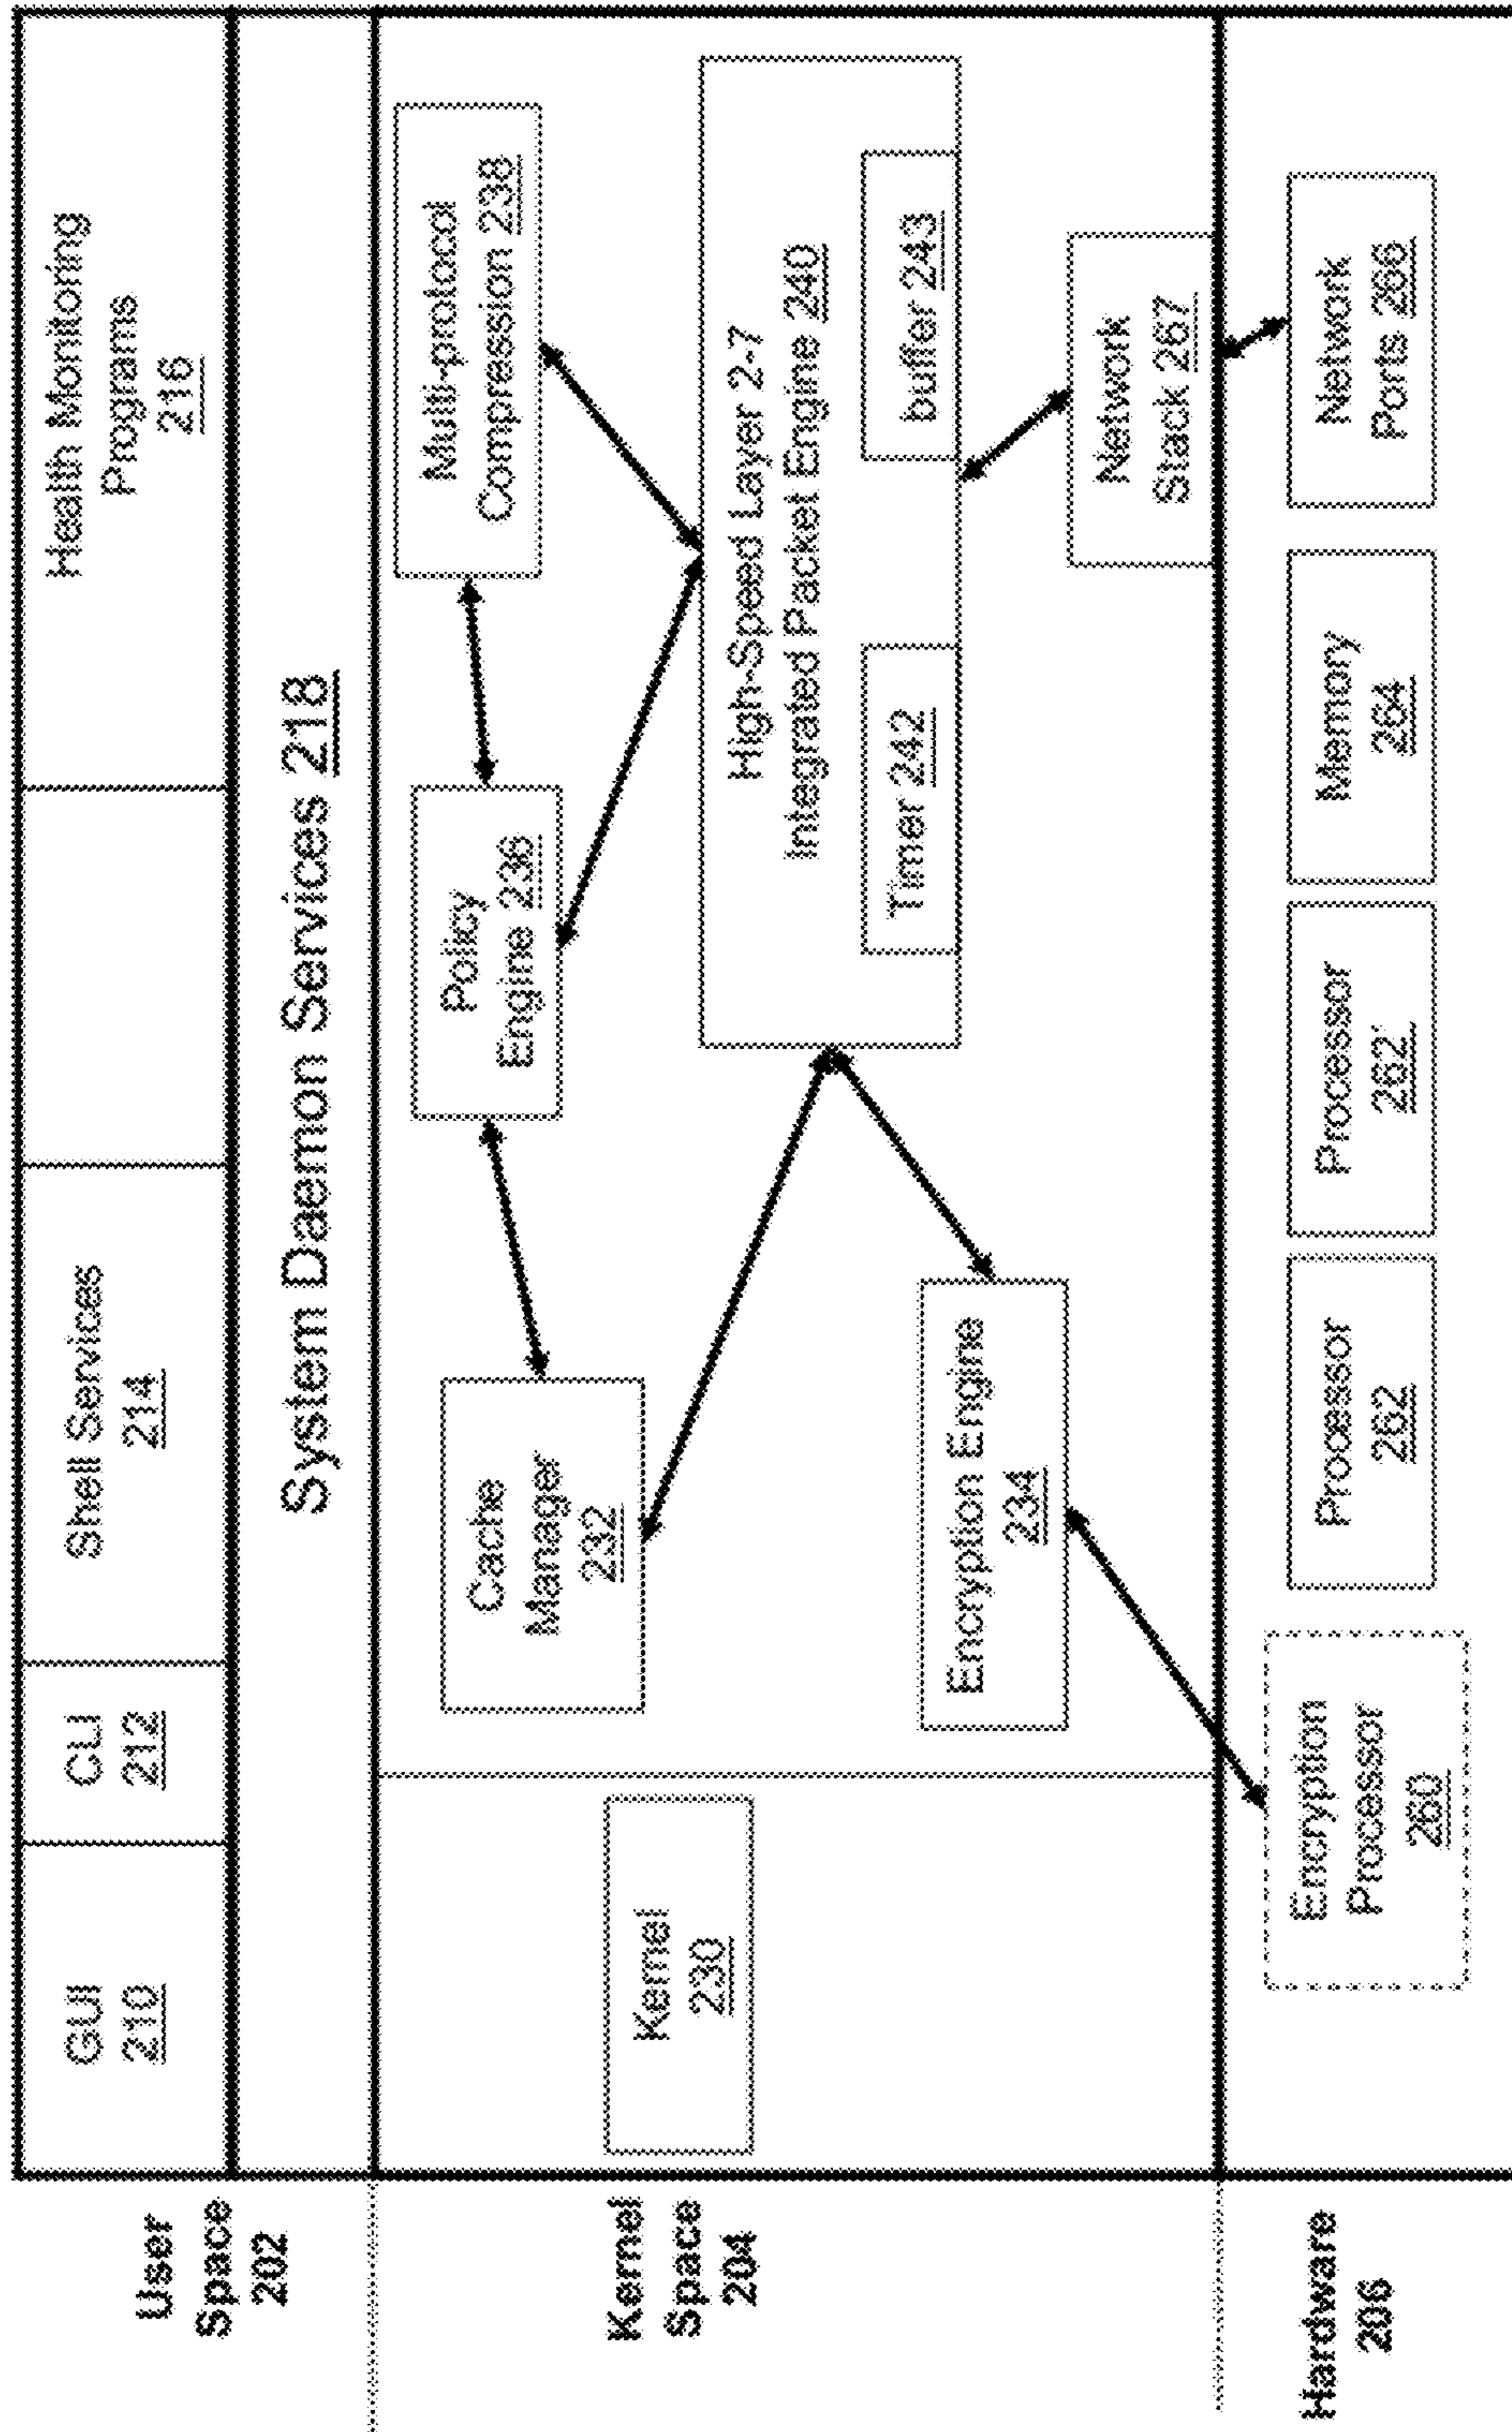 User
Space
202
GUI
210
CLI
212
Shell Services
214
Health Monitoring
Programs
216
System Daemon Services 218
Kernel
Space
204
Kernel
230
Cache
Manager
232
Policy
Engine 236
Multi-protocol
Compression 238
High-Speed Layer 2-7
Integrated Packet Engine 240
Timer 242
buffer 243
Encryption Engine
234
Network
Stack 267
Hardware
206
Encryption
Processor
260
Processor
262
Processor
262'
Memory
264
Network
Ports 266